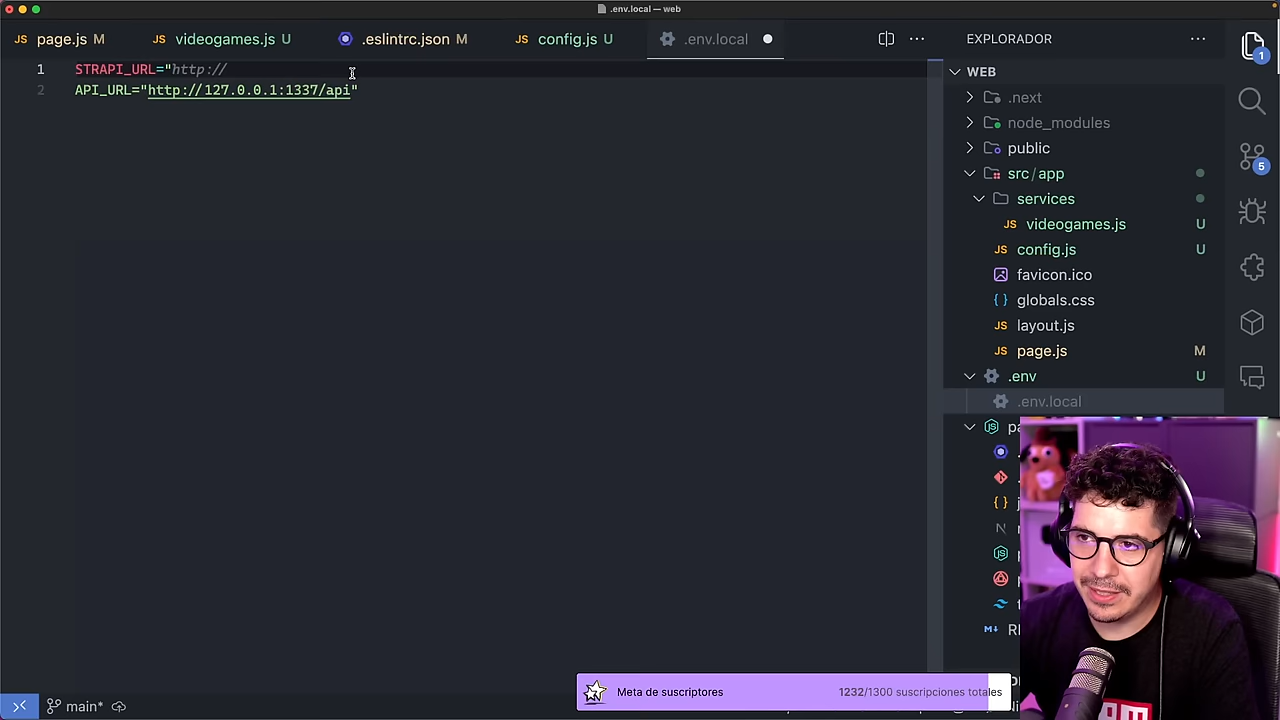 .env.local — web
page.js M
videogames.js U
.eslintrc.json M
config.js U
.env.local
EXPLORADOR
1 STRAPI_URL="http://
2 API_URL="http://127.0.0.1:1337/api"
WEB
.next
node_modules
public
src/app
services
videogames.js U
config.js U
favicon.ico
globals.css
layout.js
page.js M
.env U
.env.local
1
5
main*
Meta de suscriptores
1232/1300 suscripciones totales